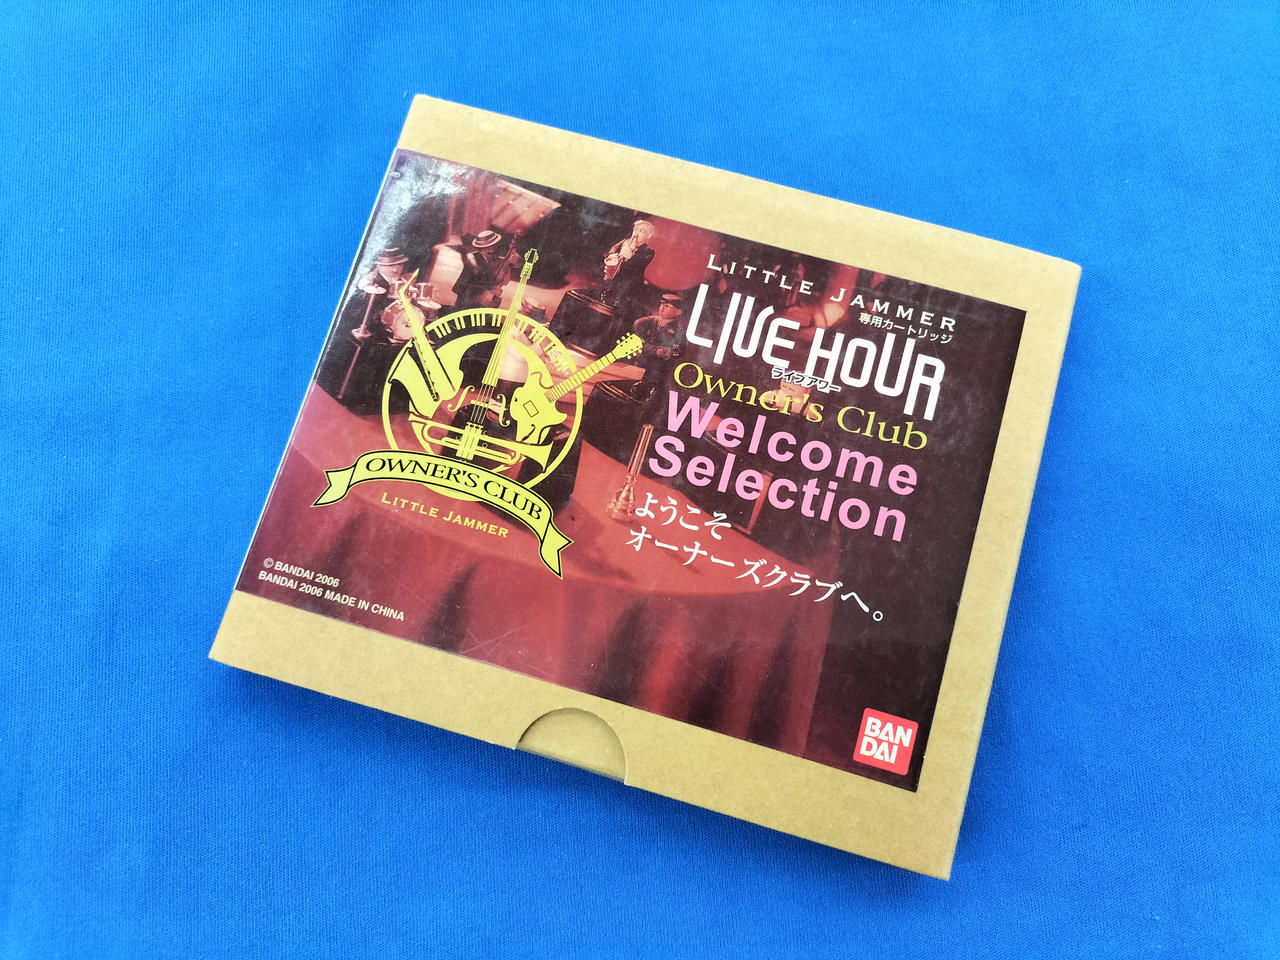 LITTLE JAMMER
専用カートリッジ
LIVE HOUR
ライブアワー
Owner's Club
Welcome
Selection
ようこそ
オーナーズクラブへ。
OWNER'S CLUB
LITTLE JAMMER
© BANDAI 2006
BANDAI 2006 MADE IN CHINA
BAN
DAI